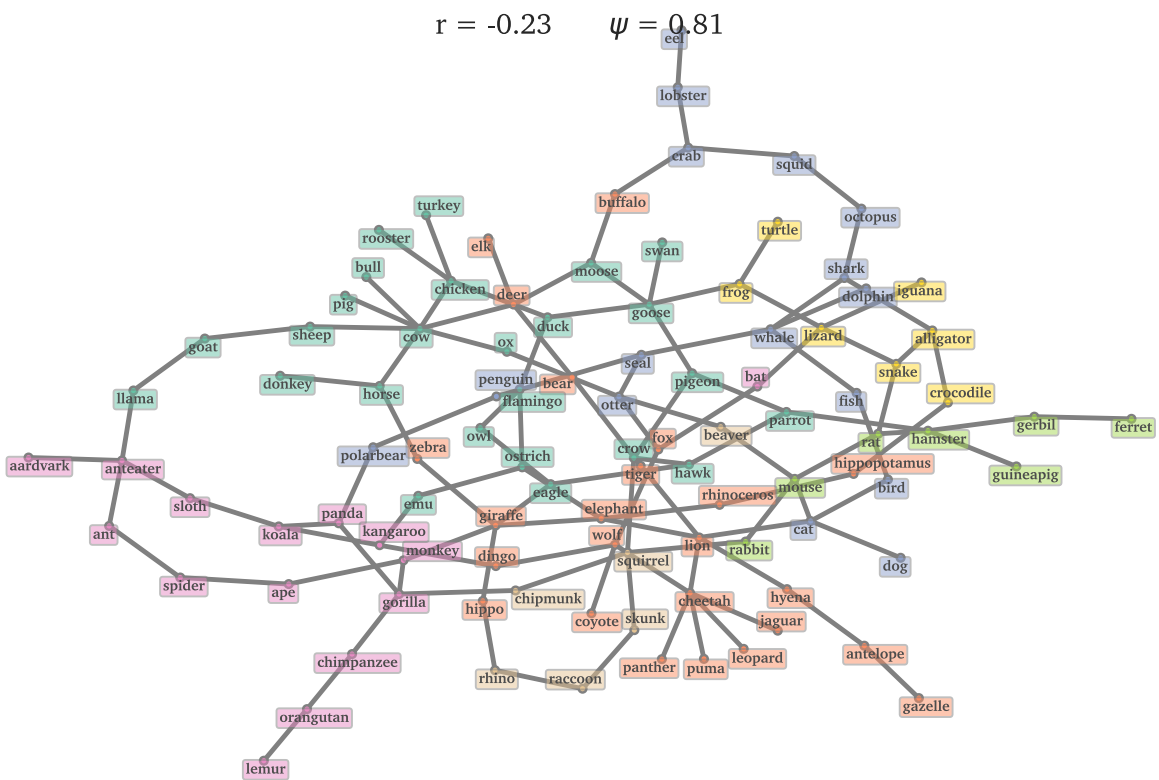 r = -0.23 ψ = 0.81
eel
lobster
crab
squid
buffalo
turkey
octopus
turtle
rooster
elk
swan
bull
moose
shark
chicken
deer
frog
dolphin
iguana
pig
goose
duck
sheep
cow
ox
whale
lizard
alligator
goat
seal
snake
bat
donkey
penguin
bear
pigeon
horse
flamingo
otter
fish
crocodile
llama
parrot
owl
beaver
gerbil
ferret
zebra
fox
crow
rat
hamster
polarbear
ostrich
aardvark
anteater
tiger
hawk
hippopotamus
guineapig
eagle
mouse
bird
rhinoceros
sloth
emu
panda
giraffe
elephant
ant
koala
kangaroo
wolf
cat
monkey
dingo
lion
rabbit
squirrel
dog
spider
ape
gorilla
chipmunk
hippo
cheetah
hyena
coyote
skunk
jaguar
chimpanzee
panther
puma
leopard
antelope
rhino
raccoon
orangutan
gazelle
lemur